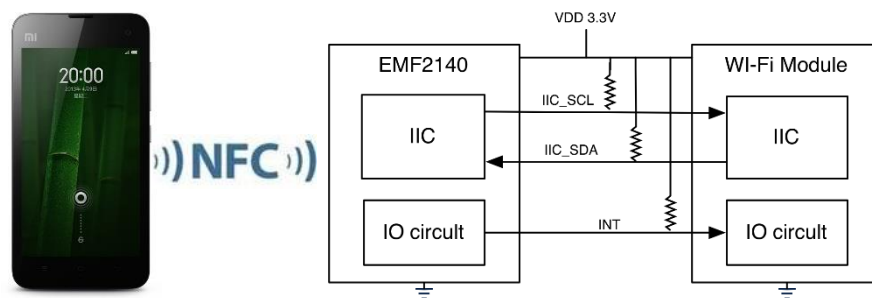 MI
20:00
NFC
VDD 3.3V
EMF2140
WI-Fi Module
IIC_SCL
IIC
IIC
IIC_SDA
IO circult
INT
IO circult